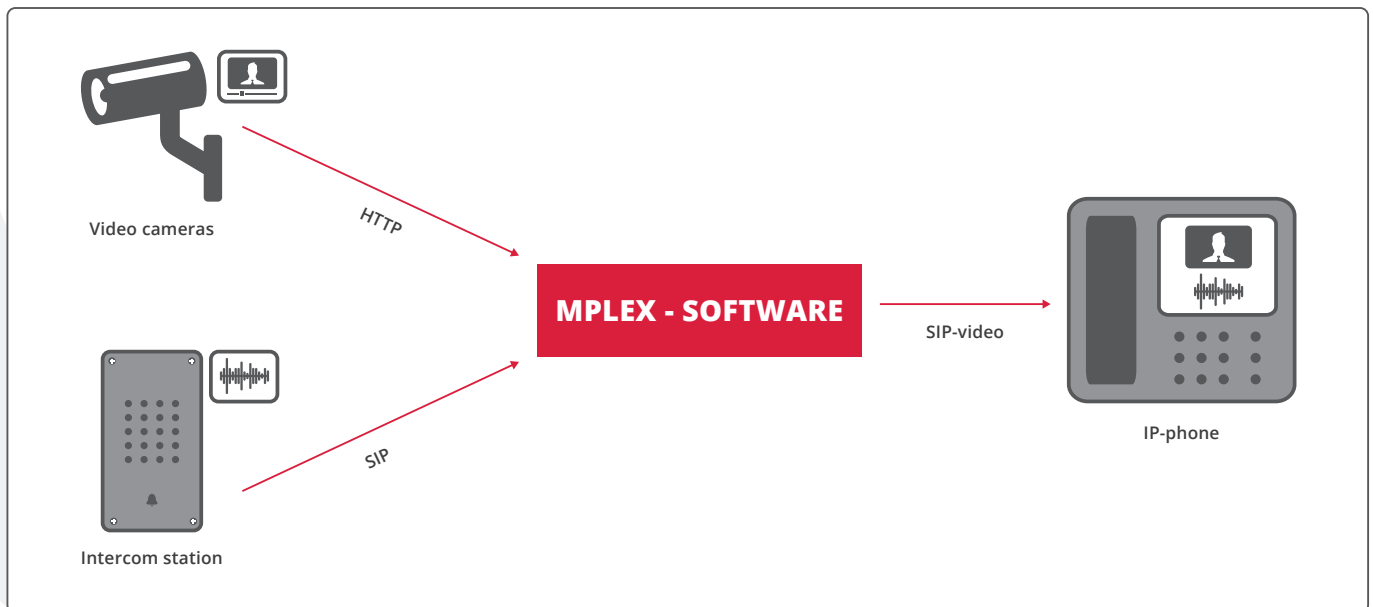 Video cameras
HTTP
MPLEX - SOFTWARE
SIP-video
IP-phone
SIP
Intercom station